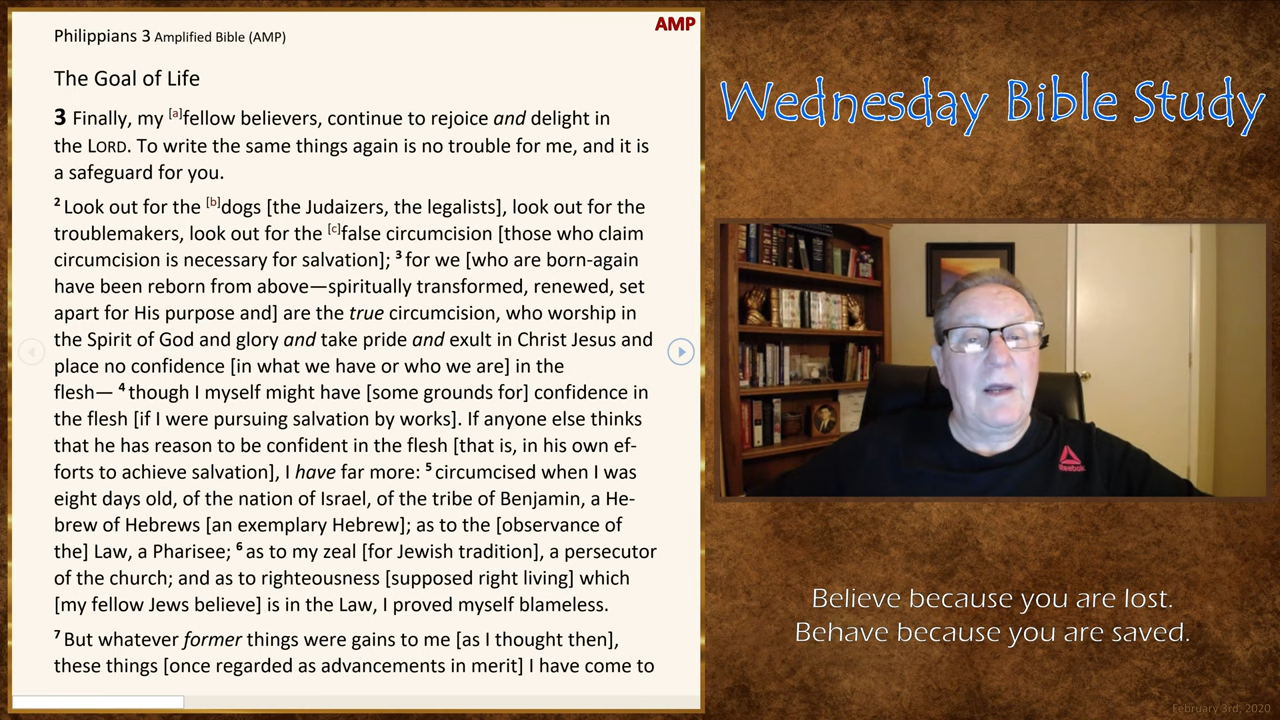 AMP
Philippians 3 Amplified Bible (AMP)
The Goal of Life
3 Finally, my [a]fellow believers, continue to rejoice and delight in
the LORD. To write the same things again is no trouble for me, and it is
a safeguard for you.
2 Look out for the [b]dogs [the Judaizers, the legalists], look out for the
troublemakers, look out for the [c]false circumcision [those who claim
circumcision is necessary for salvation]; 3 for we [who are born-again
have been reborn from above—spiritually transformed, renewed, set
apart for His purpose and] are the true circumcision, who worship in
the Spirit of God and glory and take pride and exult in Christ Jesus and
place no confidence [in what we have or who we are] in the
flesh— 4 though I myself might have [some grounds for] confidence in
the flesh [if I were pursuing salvation by works]. If anyone else thinks
that he has reason to be confident in the flesh [that is, in his own ef-
forts to achieve salvation], I have far more: 5 circumcised when I was
eight days old, of the nation of Israel, of the tribe of Benjamin, a He-
brew of Hebrews [an exemplary Hebrew]; as to the [observance of
the] Law, a Pharisee; 6 as to my zeal [for Jewish tradition], a persecutor
of the church; and as to righteousness [supposed right living] which
[my fellow Jews believe] is in the Law, I proved myself blameless.
7 But whatever former things were gains to me [as I thought then],
these things [once regarded as advancements in merit] I have come to
Wednesday Bible Study
Reebok
Believe because you are lost.
Behave because you are saved.
February 3rd, 2020